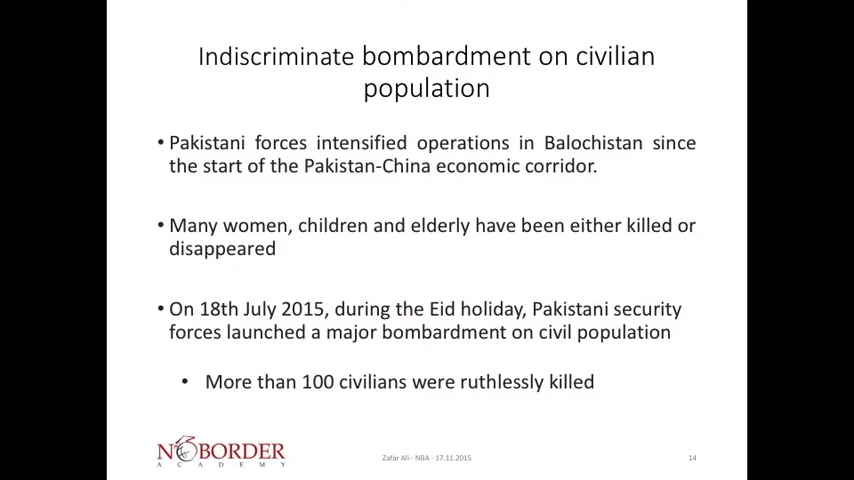 Indiscriminate bombardment on civilian
population
• Pakistani forces intensified operations in Balochistan since
the start of the Pakistan-China economic corridor.
• Many women, children and elderly have been either killed or
disappeared
• On 18th July 2015, during the Eid holiday, Pakistani security
forces launched a major bombardment on civil population
• More than 100 civilians were ruthlessly killed
NOBORDER
ACADEMY
Zafar Ali - NBA - 17.11.2015
14